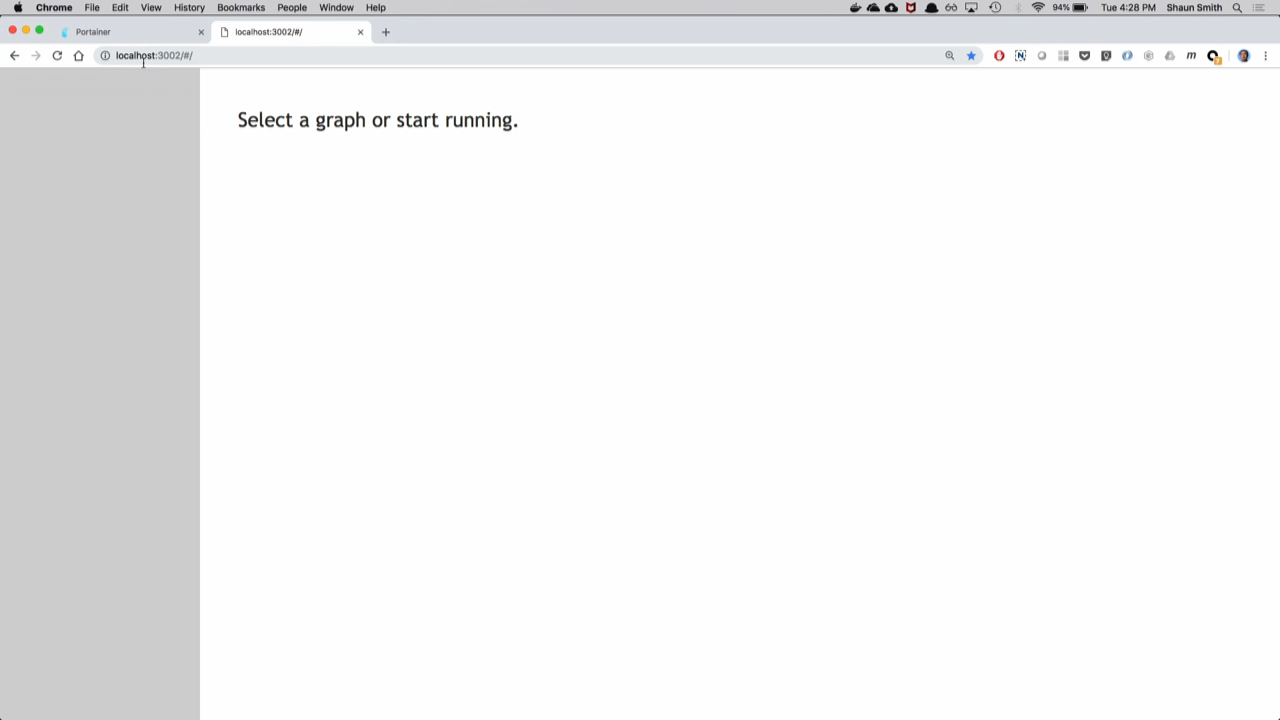 Chrome File Edit View History Bookmarks People Window Help 94% Tue 4:28 PM Shaun Smith
Portainer localhost:3002/#/
localhost:3002/#/
Select a graph or start running.